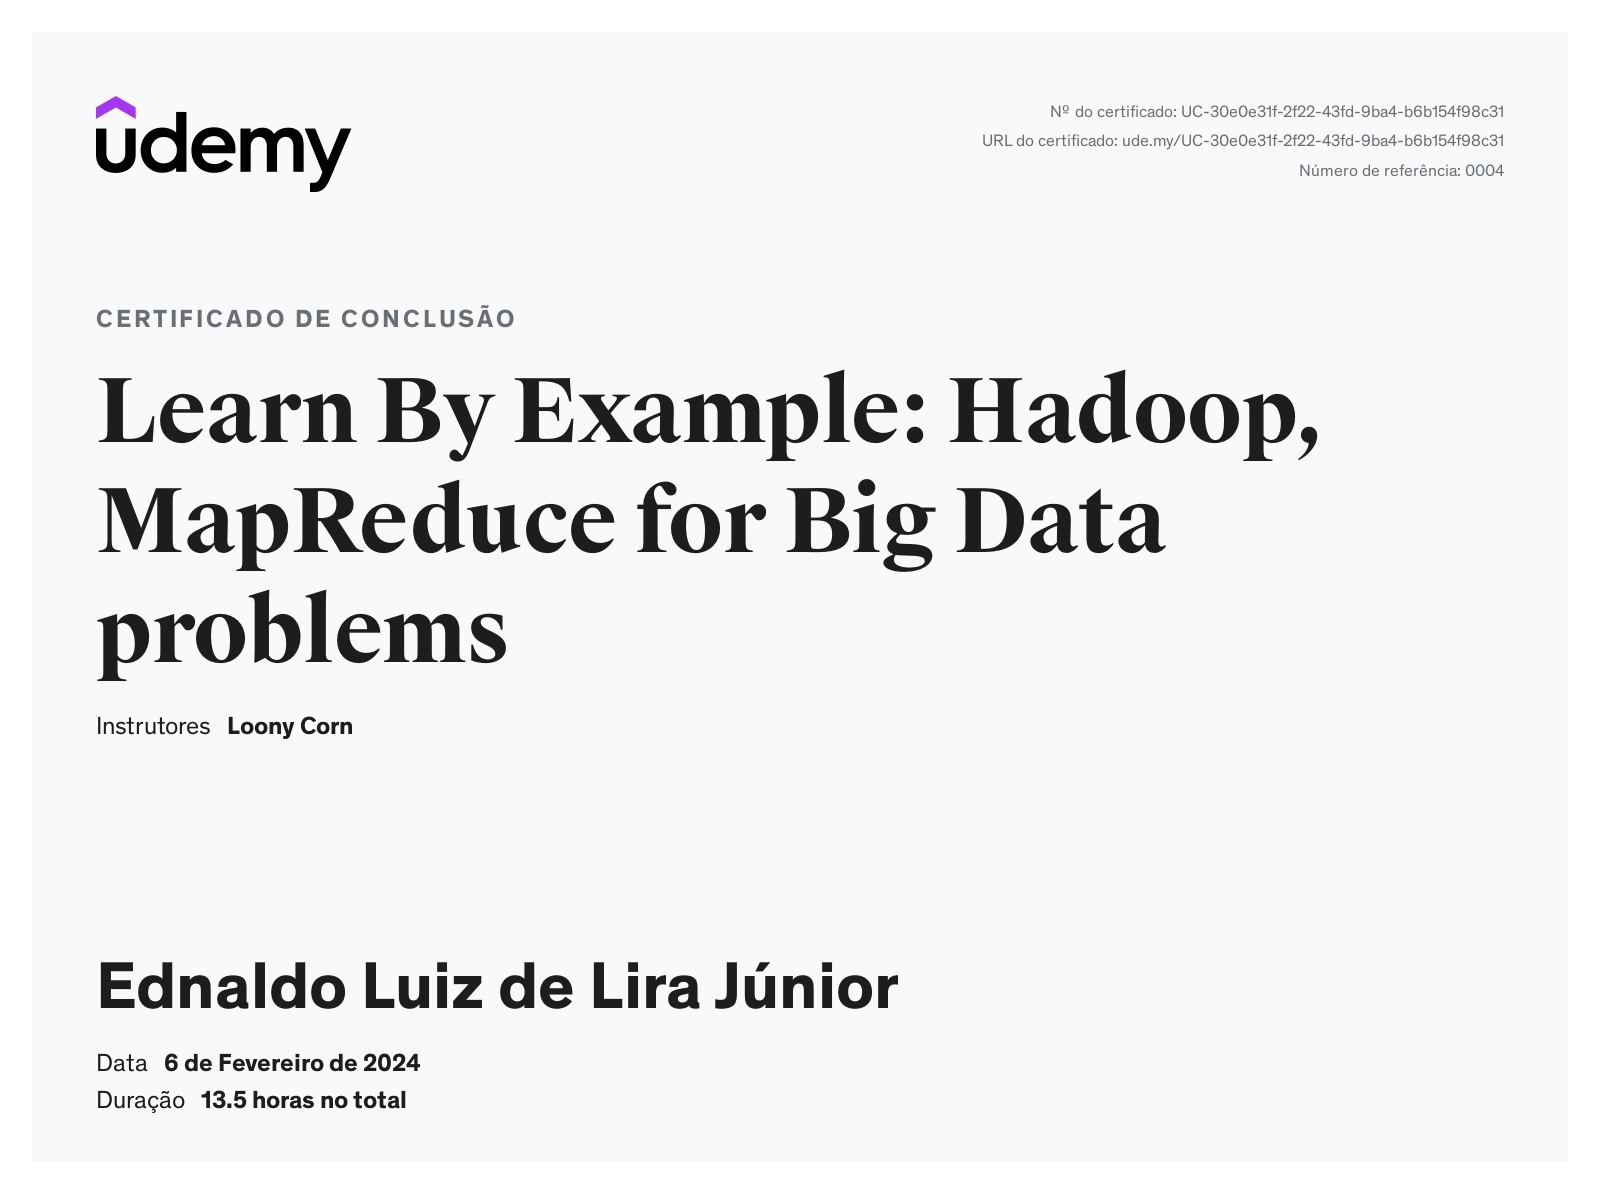 udemy
Nº do certificado: UC-30e0e31f-2f22-43fd-9ba4-b6b154f98c31
URL do certificado: ude.my/UC-30e0e31f-2f22-43fd-9ba4-b6b154f98c31
Número de referência: 0004
CERTIFICADO DE CONCLUSÃO
Learn By Example: Hadoop,
MapReduce for Big Data
problems
Instrutores Loony Corn
Ednaldo Luiz de Lira Júnior
Data 6 de Fevereiro de 2024
Duração 13.5 horas no total